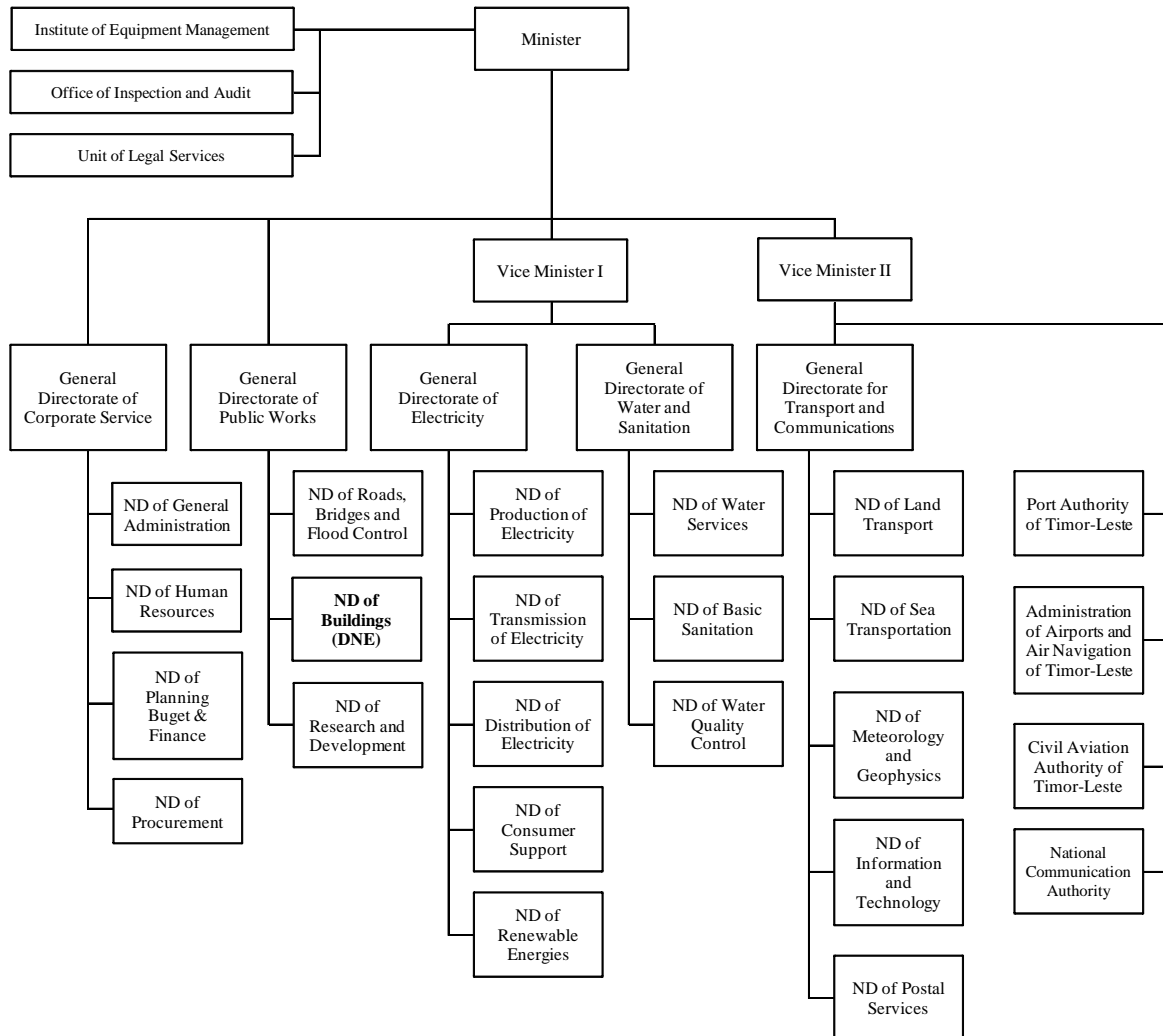 Institute of Equipment Management
Minister
Office of Inspection and Audit
Unit of Legal Services
Vice Minister I
Vice Minister II
General
Directorate of
Corporate Service
General
Directorate of
Public Works
General
Directorate of
Electricity
General
Directorate of
Water and
Sanitation
General
Directorate for
Transport and
Communications
ND of General
Administration
ND of Human
Resources
ND of
Planning
Buget &
Finance
ND of
Procurement
ND of Roads,
Bridges and
Flood Control
ND of
Buildings
(DNE)
ND of
Research and
Development
ND of
Production of
Electricity
ND of
Transmission
of Electricity
ND of
Distribution of
Electricity
ND of
Consumer
Support
ND of
Renewable
Energies
ND of Water
Services
ND of Basic
Sanitation
ND of Water
Quality
Control
ND of Land
Transport
ND of Sea
Transportation
ND of
Meteorology
and
Geophysics
ND of
Information
and
Technology
ND of Postal
Services
Port Authority
of Timor-Leste
Administration
of Airports and
Air Navigation
of Timor-Leste
Civil Aviation
Authority of
Timor-Leste
National
Communication
Authority